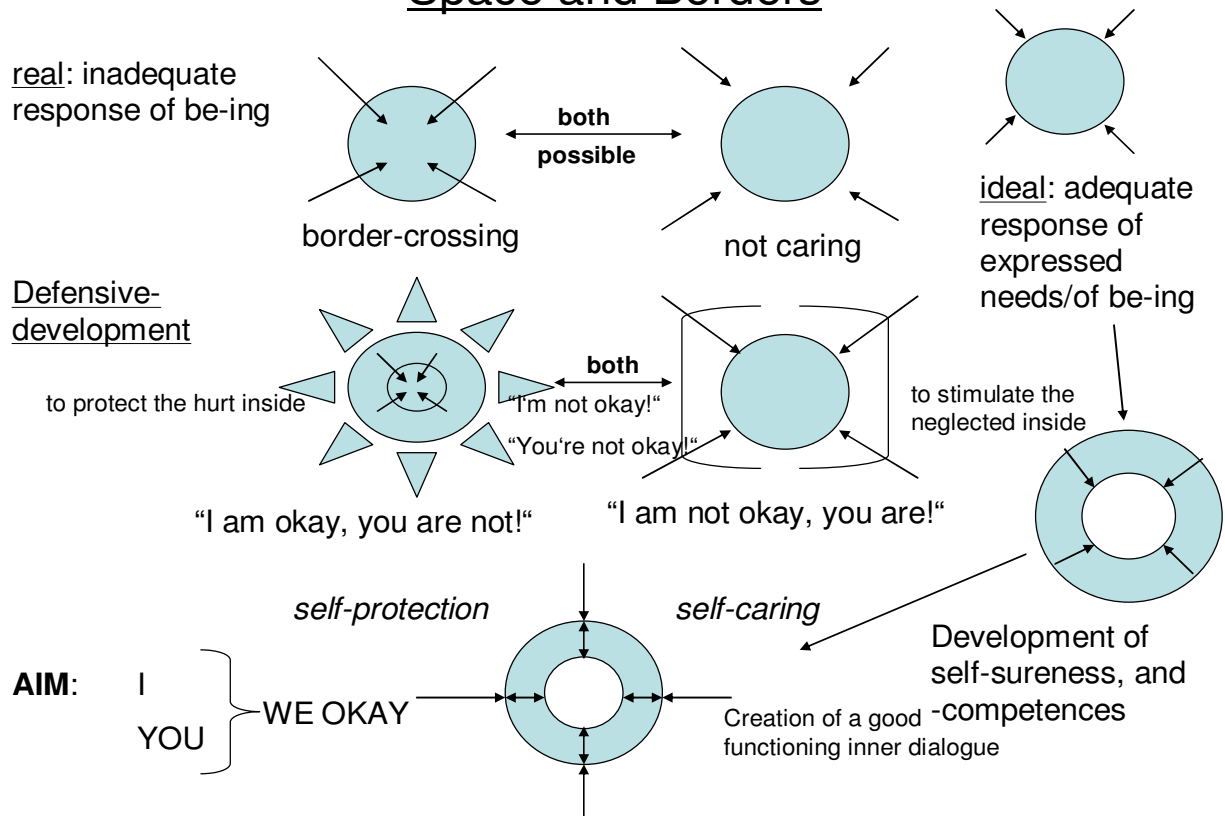 Space and Borders
real: inadequate
response of be-ing
both
possible
border-crossing
not caring
ideal: adequate
response of
expressed
needs/of be-ing
Defensive-
development
to protect the hurt inside
both
“I'm not okay!“
“You're not okay!“
to stimulate the
neglected inside
“I am okay, you are not!“
“I am not okay, you are!“
self-protection
self-caring
Development of
self-sureness, and
-competences
AIM: I
YOU
WE OKAY
Creation of a good
functioning inner dialogue